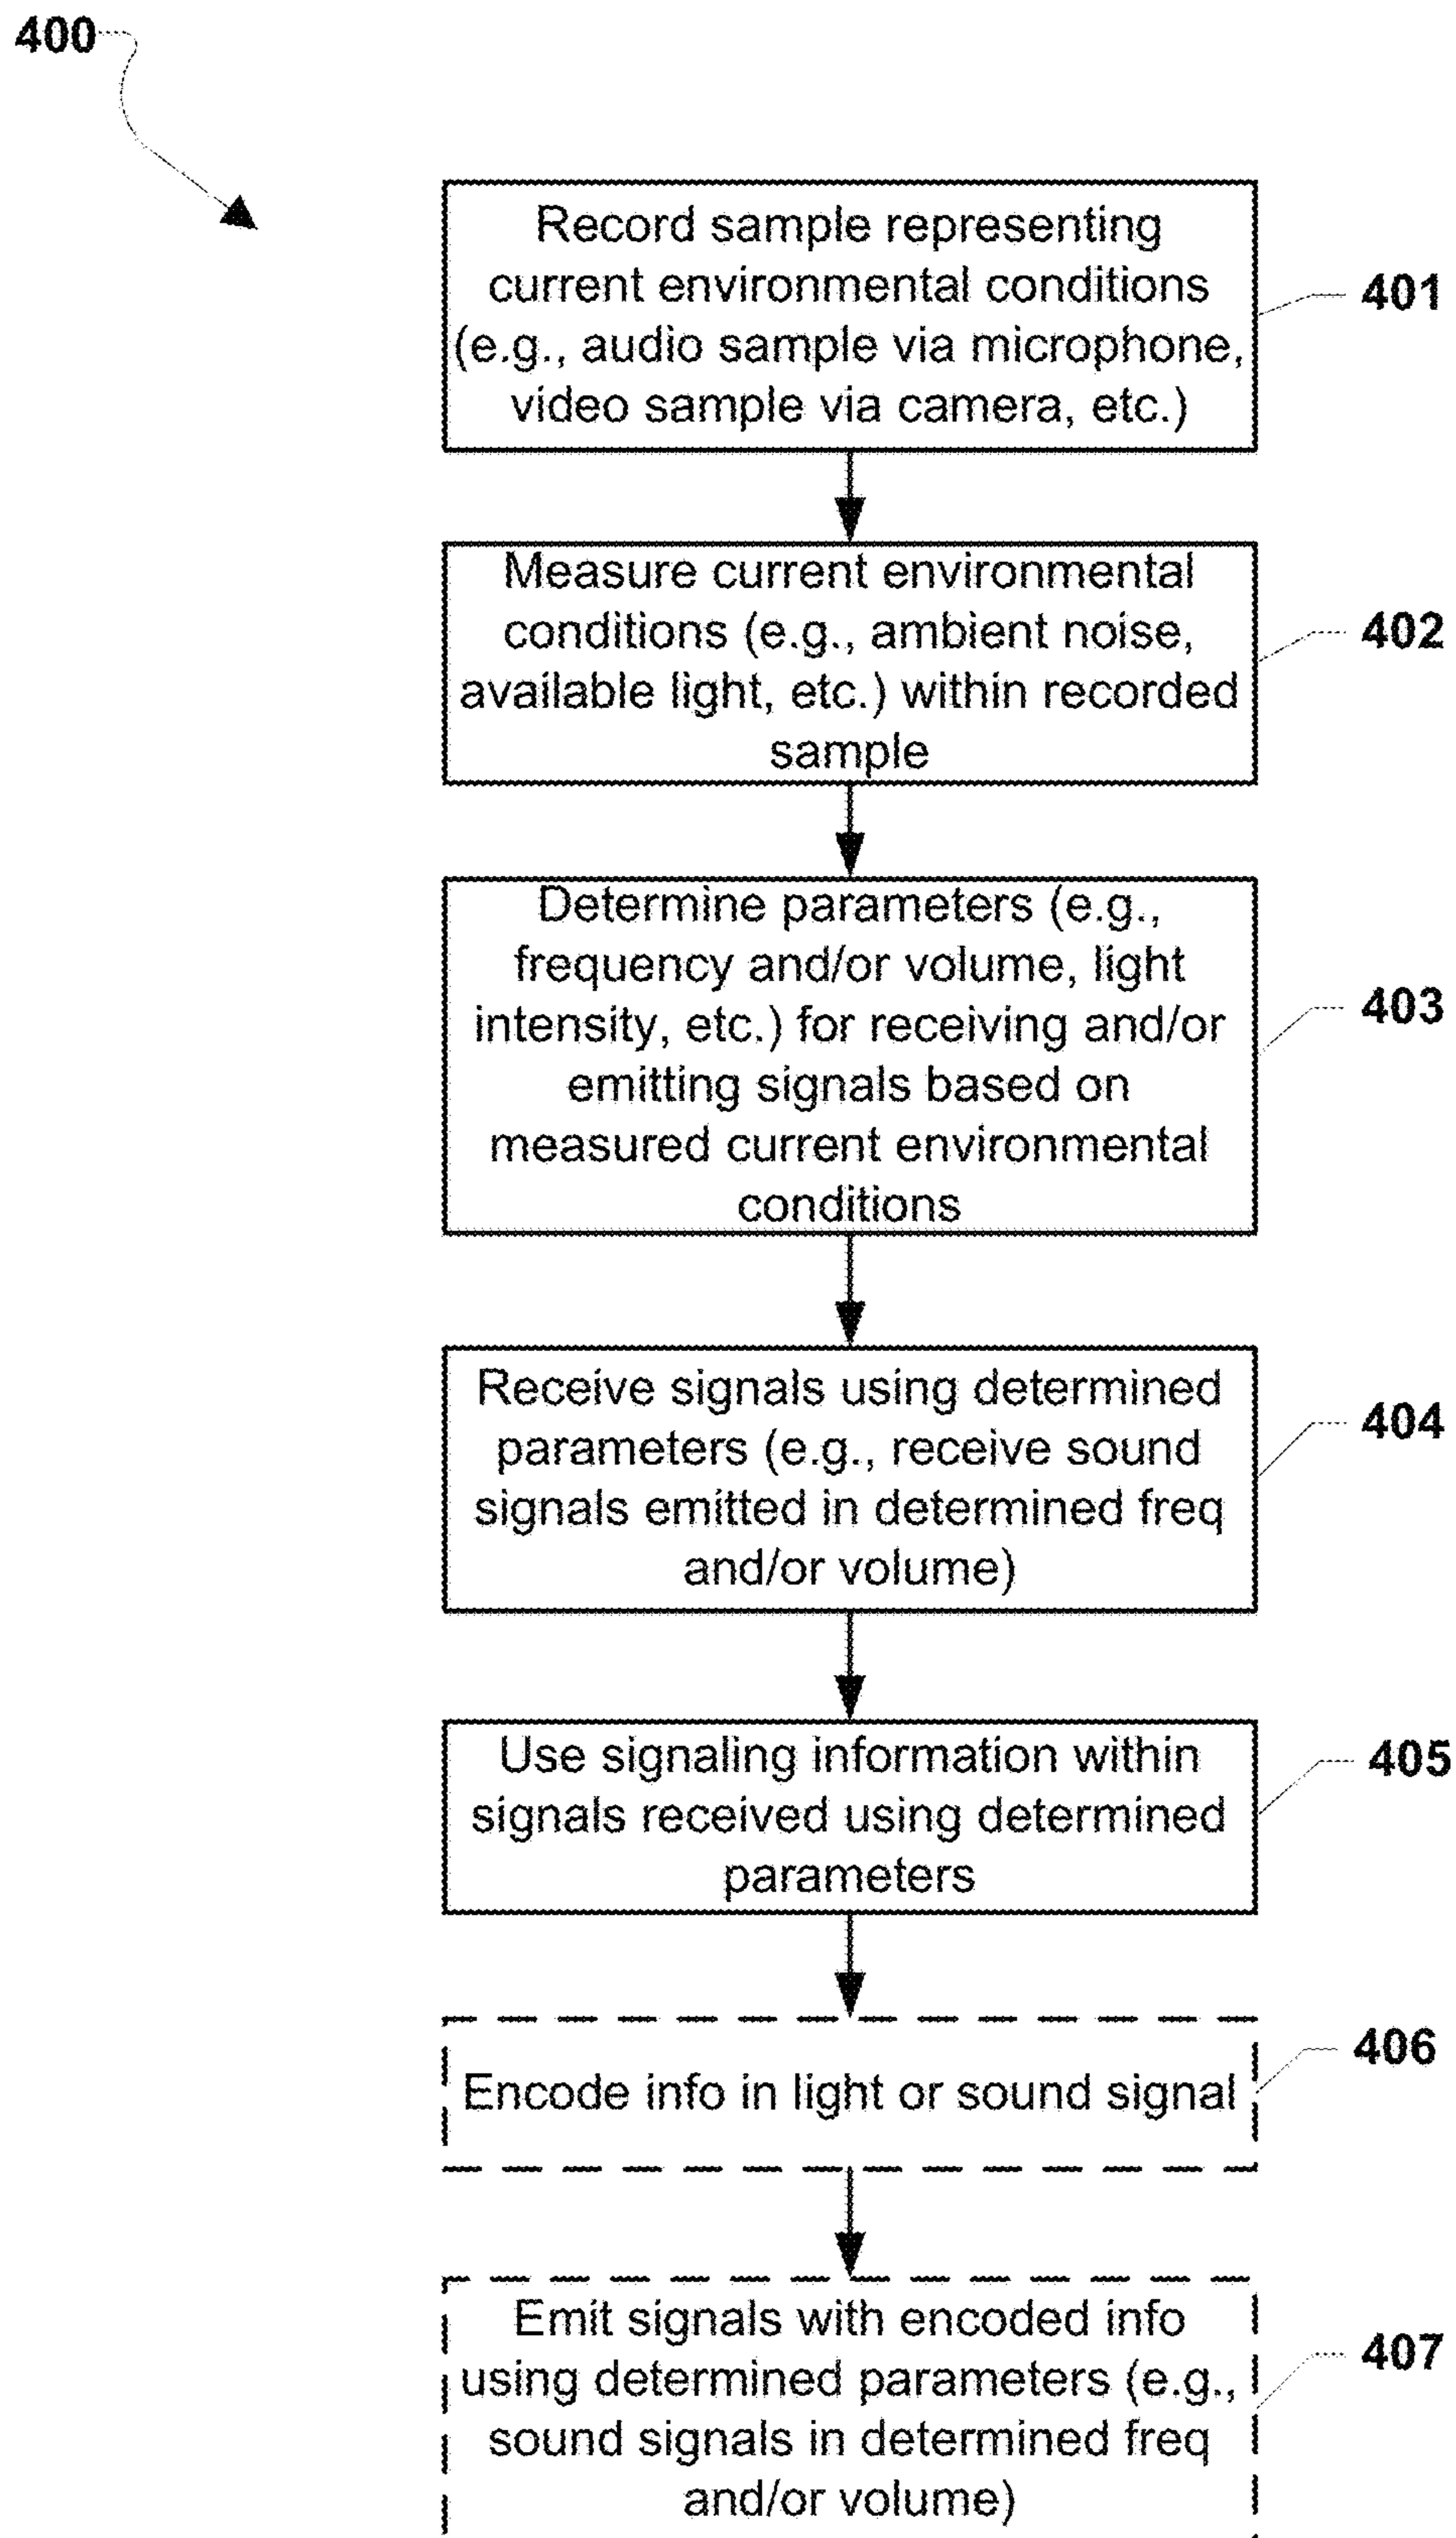 400
Record sample representing
current environmental conditions
(e.g., audio sample via microphone,
video sample via camera, etc.)
401
Measure current environmental
conditions (e.g., ambient noise,
available light, etc.) within recorded
sample
402
Determine parameters (e.g.,
frequency and/or volume, light
intensity, etc.) for receiving and/or
emitting signals based on
measured current environmental
conditions
403
Receive signals using determined
parameters (e.g., receive sound
signals emitted in determined freq
and/or volume)
404
Use signaling information within
signals received using determined
parameters
405
Encode info in light or sound signal
406
Emit signals with encoded info
using determined parameters (e.g.,
sound signals in determined freq
and/or volume)
407